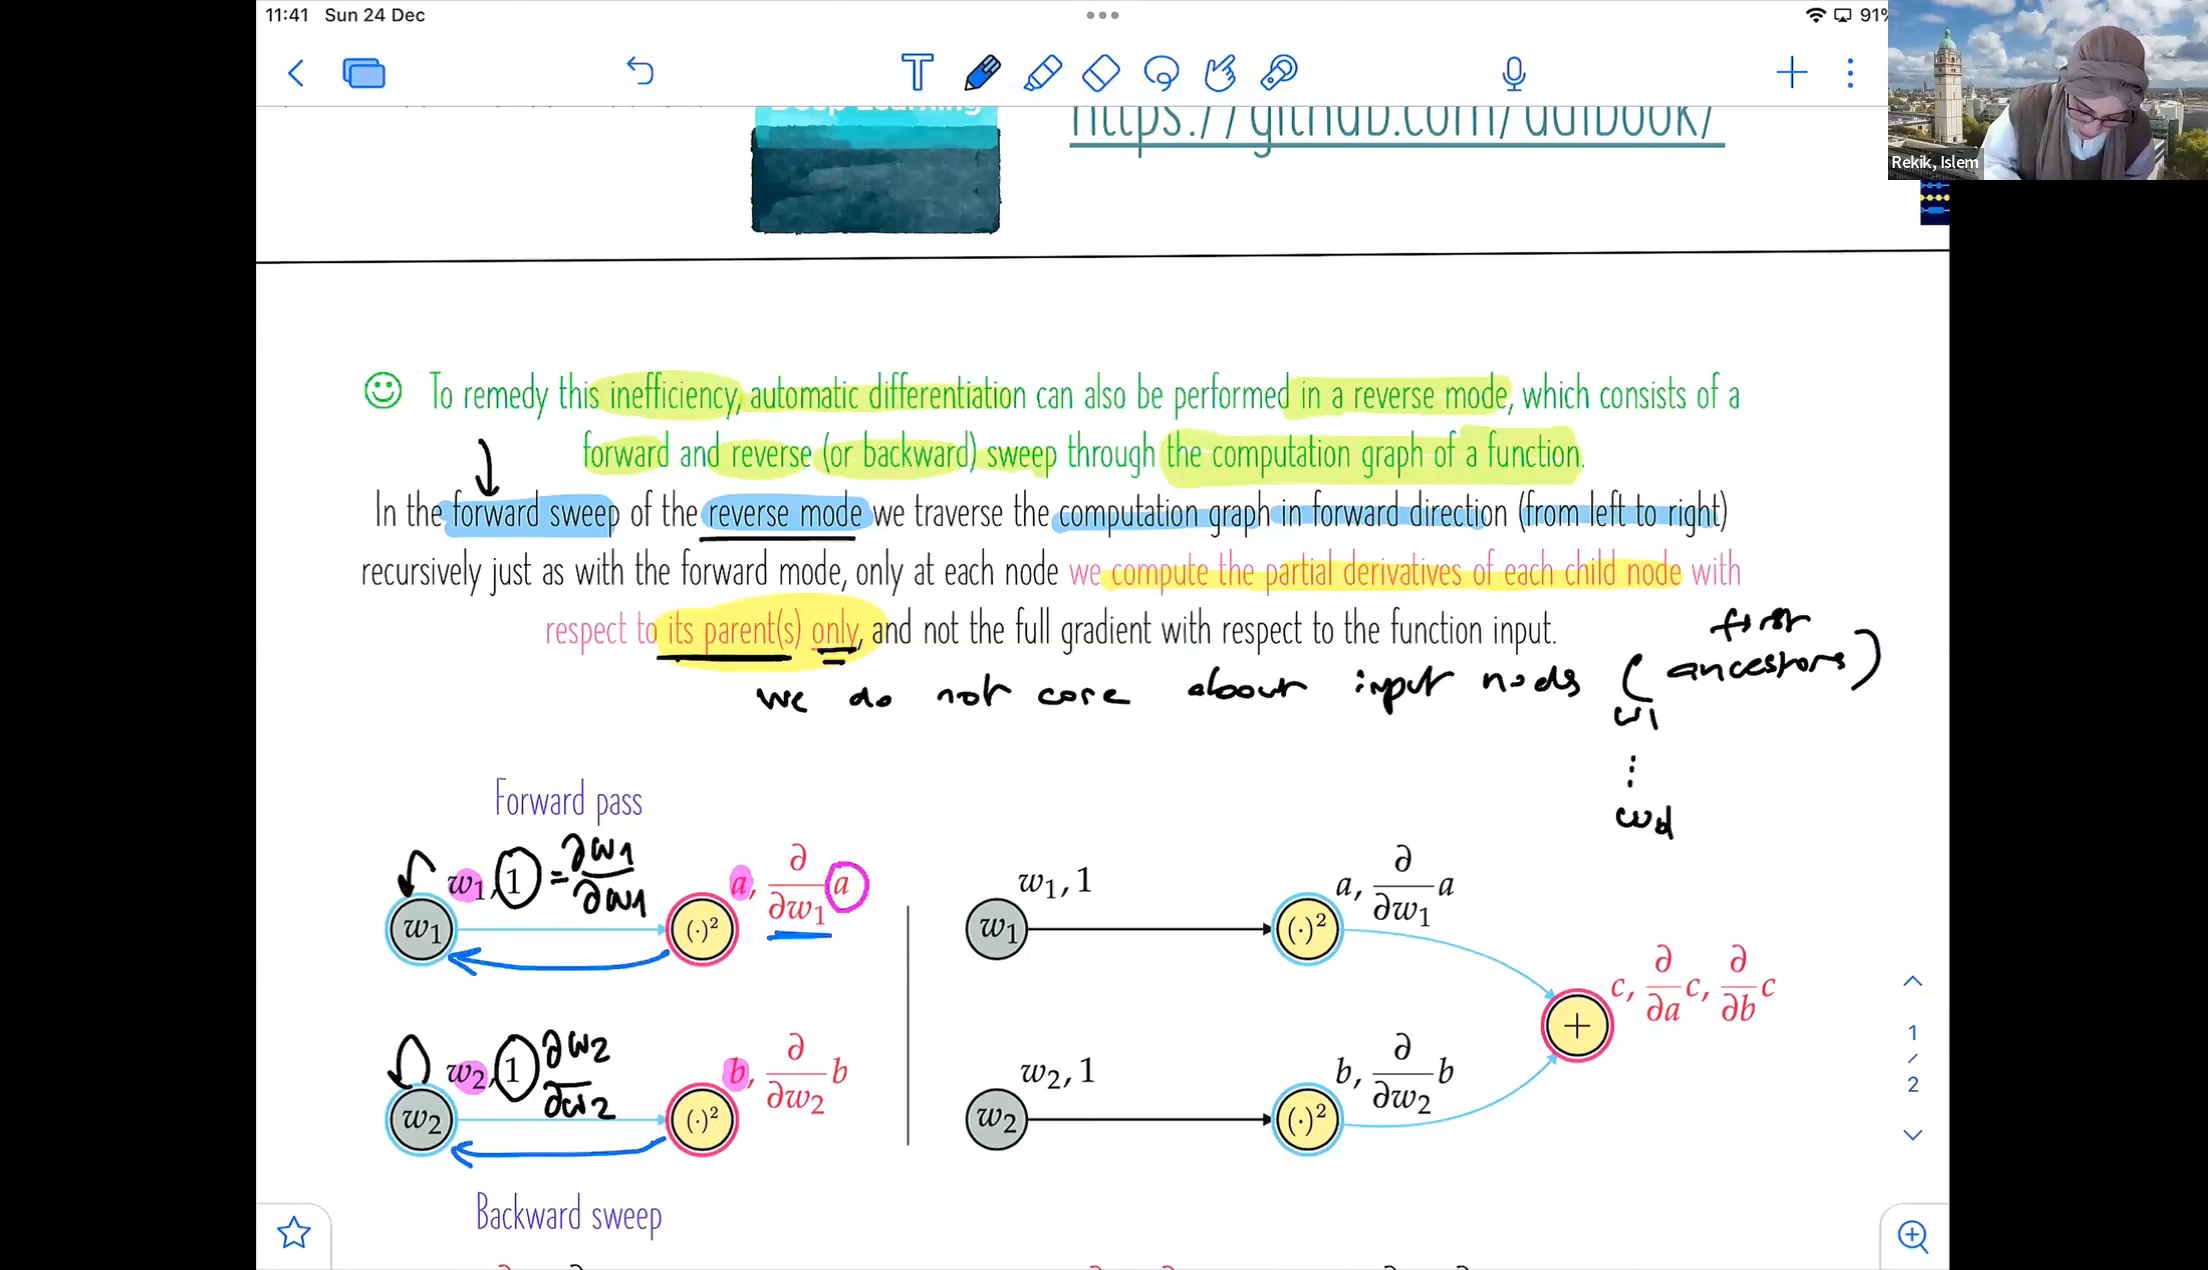 11:41 Sun 24 Dec
91%
Rekik, Islem
Deep Learning
https://github.com/udlbook/
To remedy this inefficiency, automatic differentiation can also be performed in a reverse mode, which consists of a
forward and reverse (or backward) sweep through the computation graph of a function.
In the forward sweep of the reverse mode we traverse the computation graph in forward direction (from left to right)
recursively just as with the forward mode, only at each node we compute the partial derivatives of each child node with
respect to its parent(s) only, and not the full gradient with respect to the function input.
we do not care about input nodes (first ancestors)
w1
⋮
wd
Forward pass
w1, 1 = ∂w1/∂w1
a, ∂/∂w1 a
w1
(·)²
w2, 1 ∂w2/∂w2
b, ∂/∂w2 b
w2
(·)²
w1, 1
a, ∂/∂w1 a
w1
(·)²
c, ∂/∂a c, ∂/∂b c
+
w2, 1
b, ∂/∂w2 b
w2
(·)²
1
/
2
Backward sweep